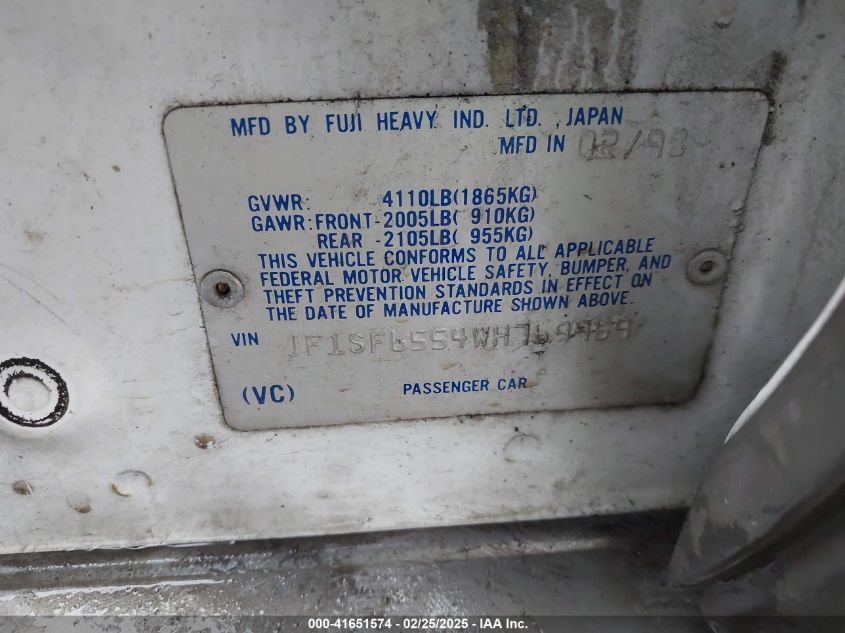 MFD BY FUJI HEAVY IND. LTD., JAPAN
MFD IN 02/98
GVWR: 4110LB(1865KG)
GAWR:FRONT-2005LB( 910KG)
REAR -2105LB( 955KG)
THIS VEHICLE CONFORMS TO ALL APPLICABLE
FEDERAL MOTOR VEHICLE SAFETY, BUMPER, AND
THEFT PREVENTION STANDARDS IN EFFECT ON
THE DATE OF MANUFACTURE SHOWN ABOVE.
VIN JF1SF6554WH769969
(VC) PASSENGER CAR
000-41651574 - 02/25/2025 - IAA Inc.